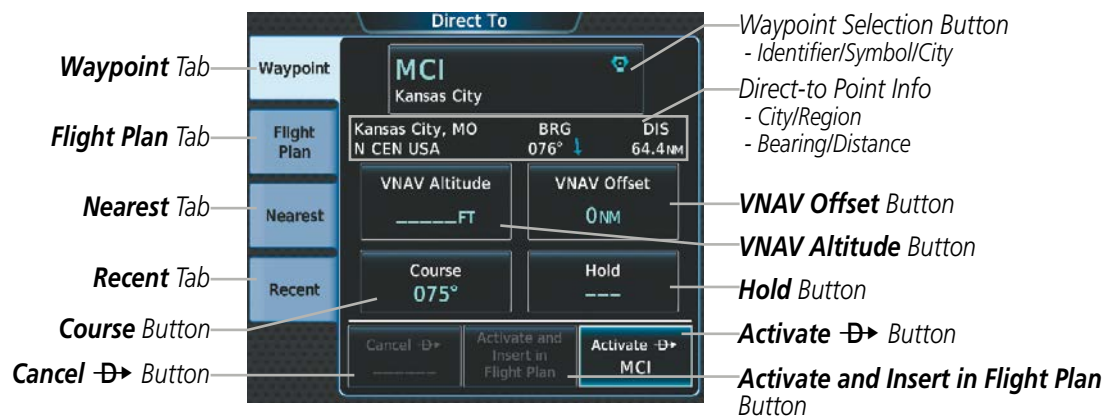 Direct To
Waypoint Tab
Flight Plan Tab
Nearest Tab
Recent Tab
Course Button
Cancel D Button
Waypoint
Flight
Plan
Nearest
Recent
MCI
Kansas City
Kansas City, MO BRG DIS
N CEN USA 076° 64.4NM
VNAV Altitude
_____FT
VNAV Offset
0NM
Course
075°
Hold
___
Cancel D
______
Activate and
Insert in
Flight Plan
Activate D
MCI
Waypoint Selection Button
- Identifier/Symbol/City
Direct-to Point Info
- City/Region
- Bearing/Distance
VNAV Offset Button
VNAV Altitude Button
Hold Button
Activate D Button
Activate and Insert in Flight Plan
Button